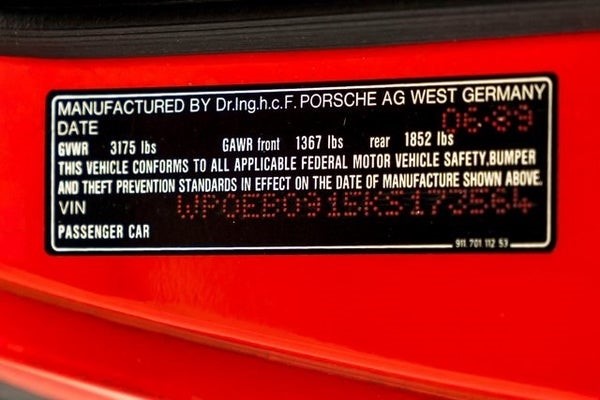 MANUFACTURED BY Dr.Ing.h.c.F. PORSCHE AG WEST GERMANY
DATE 06·89
GVWR 3175 lbs GAWR front 1367 lbs rear 1852 lbs
THIS VEHICLE CONFORMS TO ALL APPLICABLE FEDERAL MOTOR VEHICLE SAFETY,BUMPER
AND THEFT PREVENTION STANDARDS IN EFFECT ON THE DATE OF MANUFACTURE SHOWN ABOVE.
VIN WP0EB0915KS173564
PASSENGER CAR
911 701 112 53